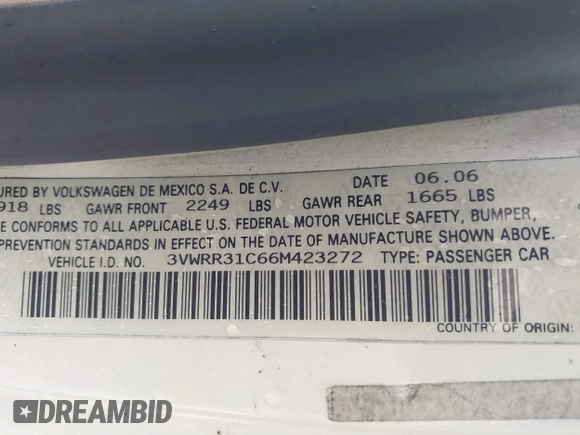 URED BY VOLKSWAGEN DE MEXICO S.A. DE C.V. DATE 06.06
918 LBS GAWR FRONT 2249 LBS GAWR REAR 1665 LBS
E CONFORMS TO ALL APPLICABLE U.S. FEDERAL MOTOR VEHICLE SAFETY, BUMPER,
PREVENTION STANDARDS IN EFFECT ON THE DATE OF MANUFACTURE SHOWN ABOVE.
VEHICLE I.D. NO. 3VWRR31C66M423272 TYPE: PASSENGER CAR
COUNTRY OF ORIGIN:
DREAMBID